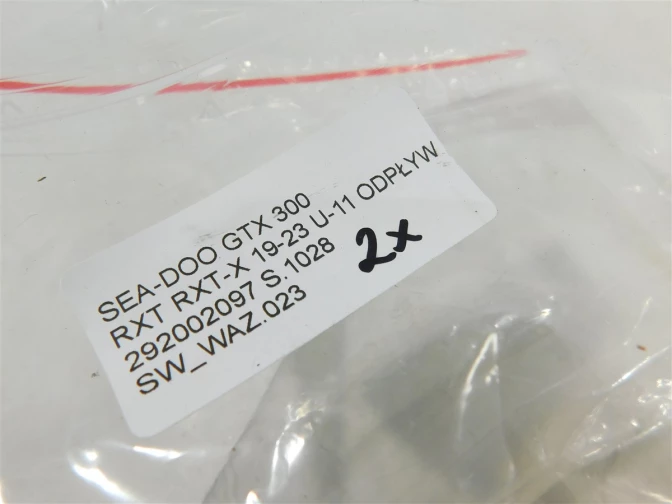 SEA-DOO GTX 300
RXT RXT-X 19-23 U-11 ODPŁYW
292002097 S.1028
SW_WAZ.023
2x